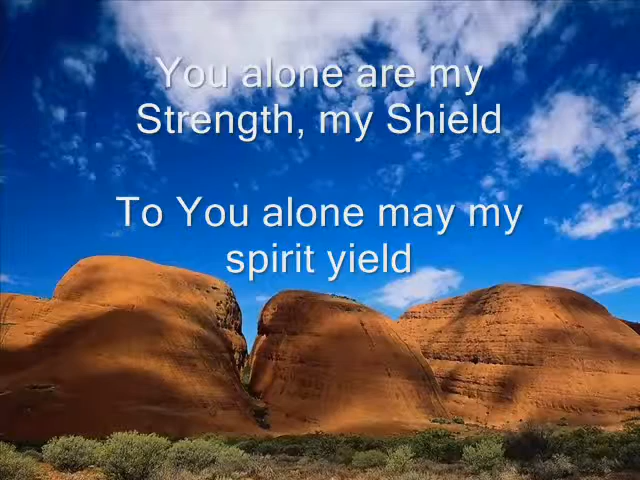 You alone are my
Strength, my Shield
To You alone may my
spirit yield